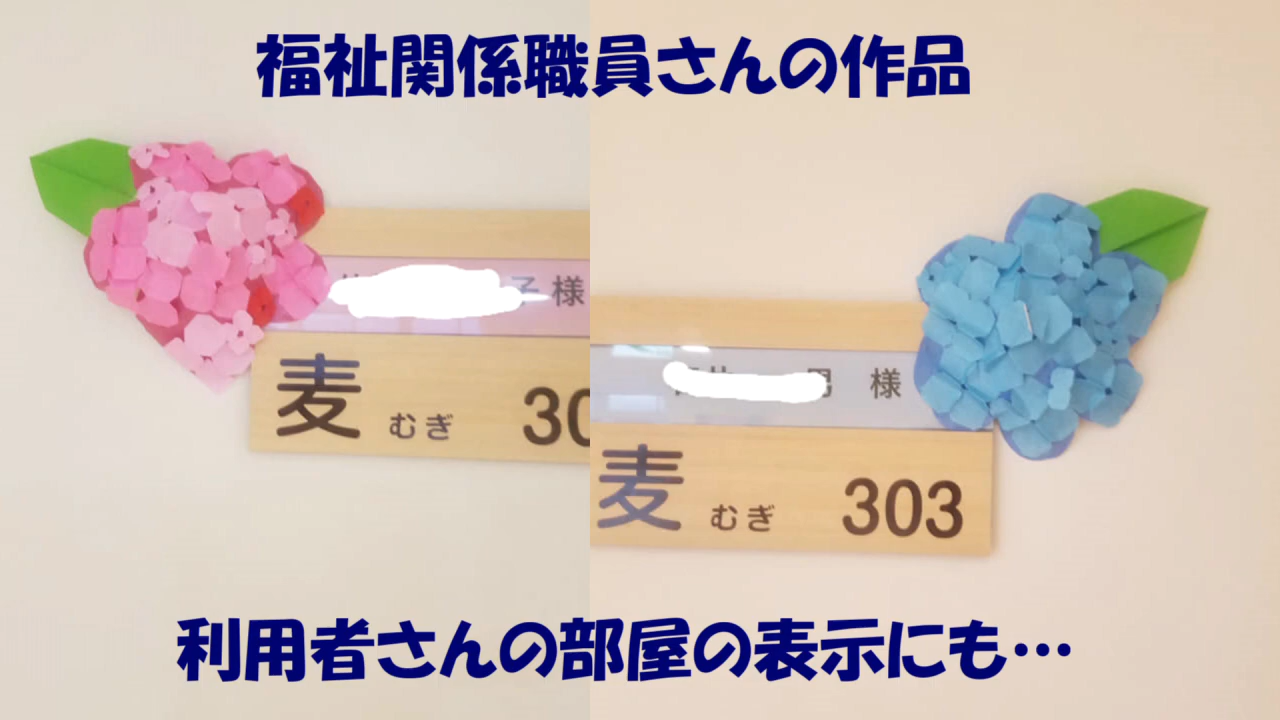 福祉関係職員さんの作品
子様
麦 むぎ 30
男 様
麦 むぎ 303
利用者さんの部屋の表示にも…